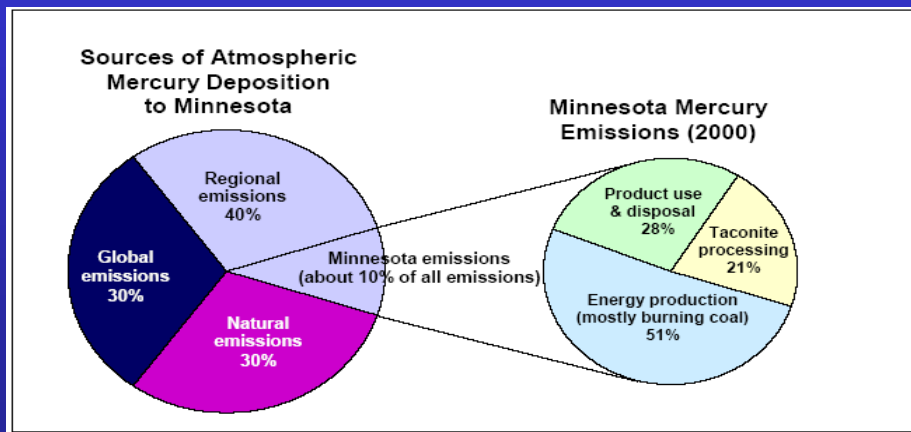 Sources of Atmospheric
Mercury Deposition
to Minnesota
Regional
emissions
40%
Global
emissions
30%
Natural
emissions
30%
Minnesota emissions
(about 10% of all emissions)
Minnesota Mercury
Emissions (2000)
Product use
& disposal
28%
Taconite
processing
21%
Energy production
(mostly burning coal)
51%